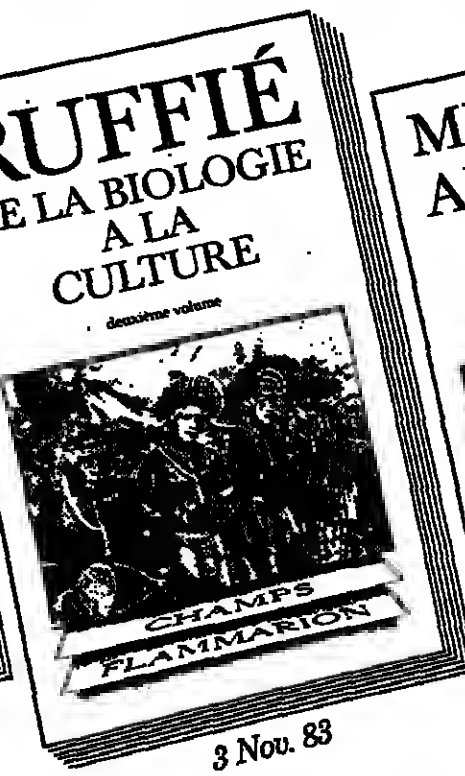 RUFFIÉ
E LA BIOLOGIE
A LA
CULTURE
deuxième volume
CHAMPS
FLAMMARION
3 Nov. 83
M
A